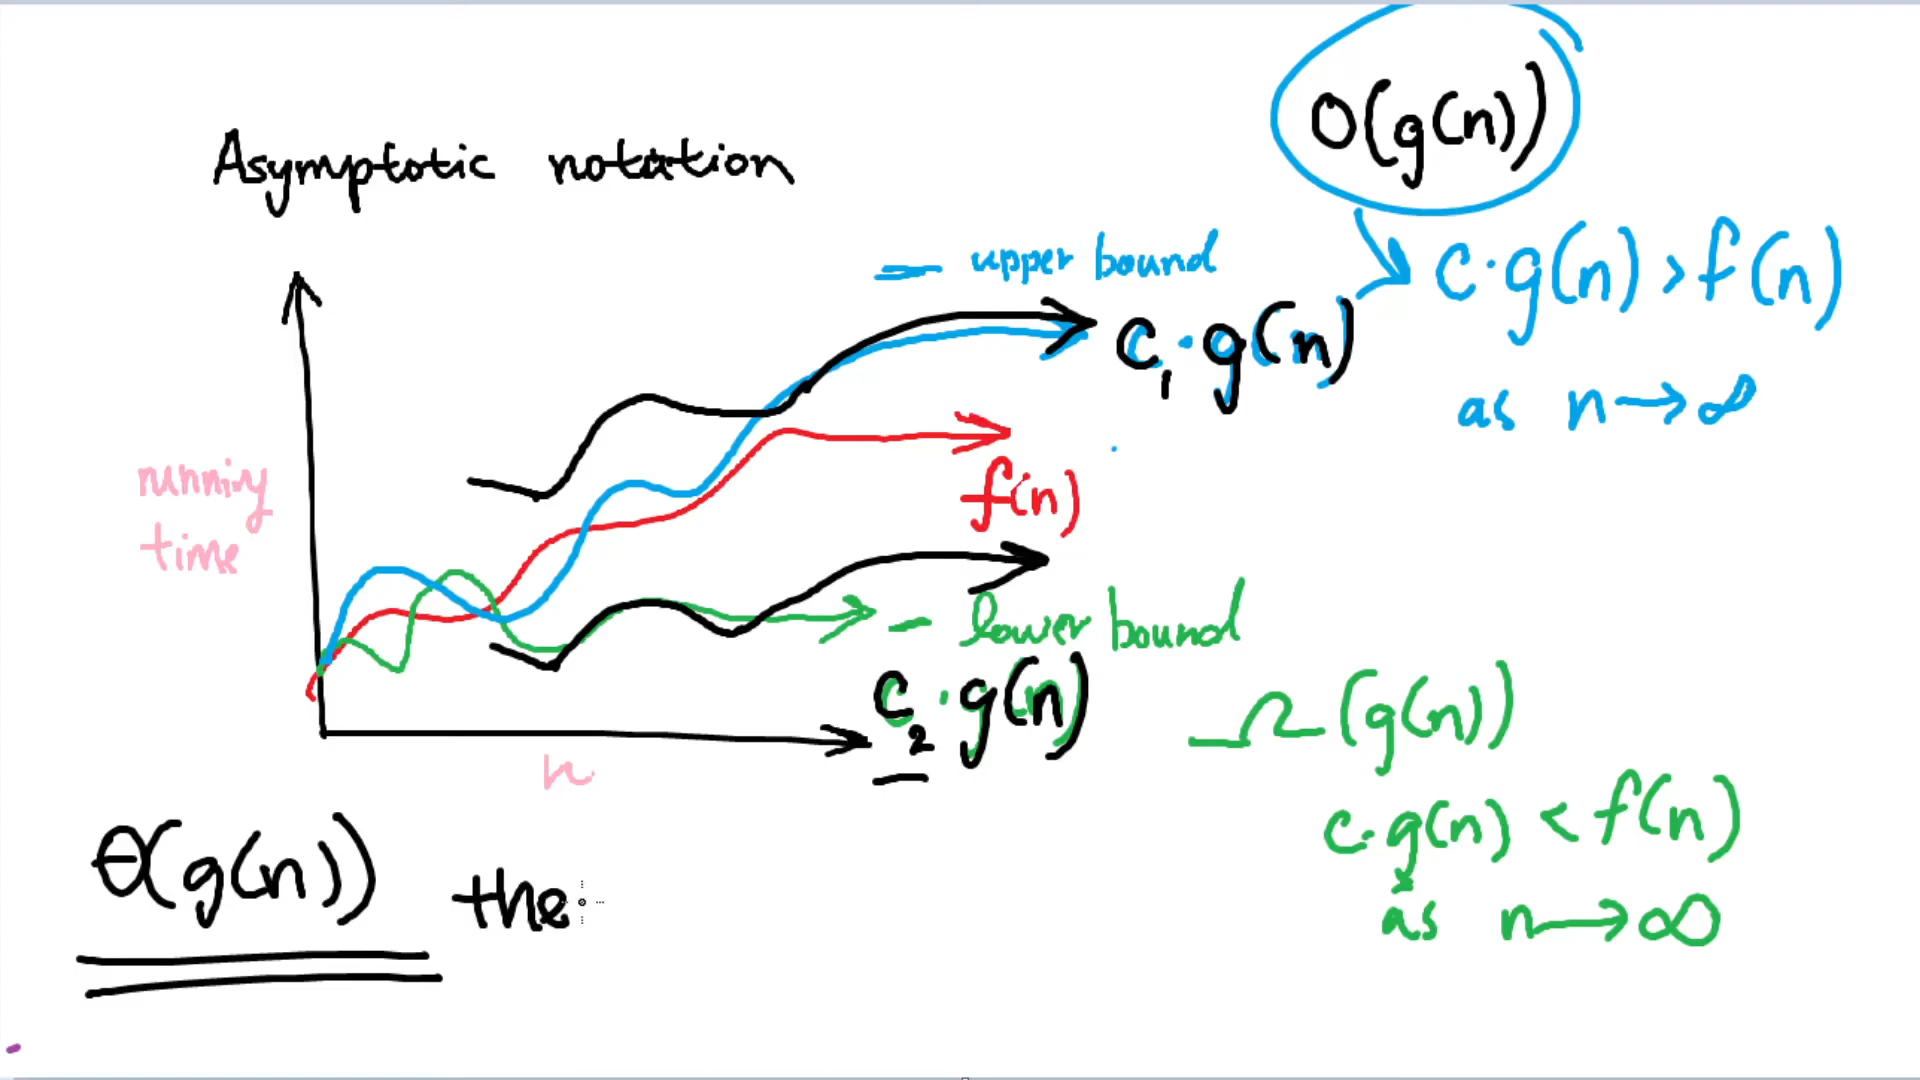 O(g(n))
Asymptotic notation
upper bound
c · g(n) > f(n)
c₁ · g(n)
as n → ∞
running
time
f(n)
lower bound
c₂ · g(n)
Ω(g(n))
n
c · g(n) < f(n)
θ(g(n)) the
as n → ∞